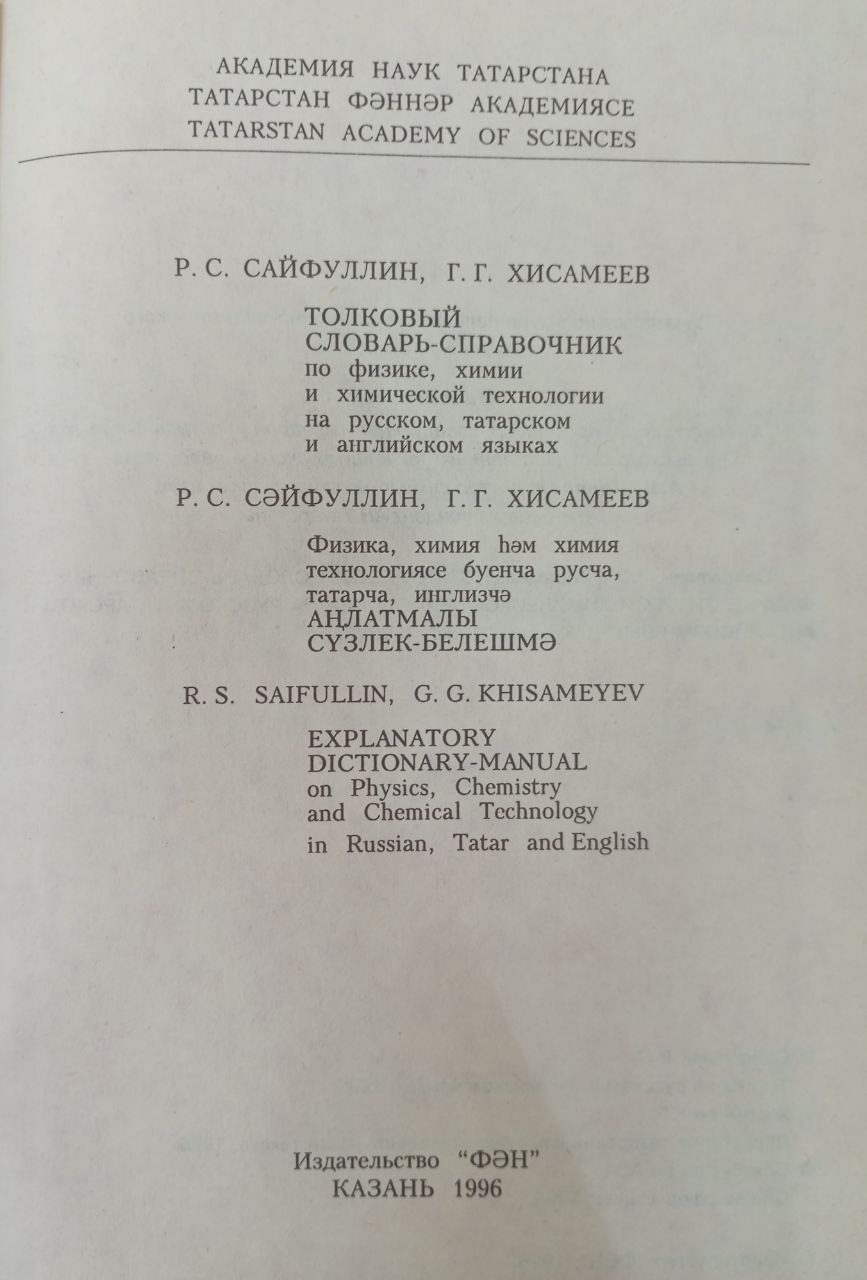 АКАДЕМИЯ НАУК ТАТАРСТАНА
ТАТАРСТАН ФӘННӘР АКАДЕМИЯСЕ
TATARSTAN ACADEMY OF SCIENCES
Р. С. САЙФУЛЛИН, Г. Г. ХИСАМЕЕВ
ТОЛКОВЫЙ
СЛОВАРЬ-СПРАВОЧНИК
по физике, химии
и химической технологии
на русском, татарском
и английском языках
Р. С. СӘЙФУЛЛИН, Г. Г. ХИСАМЕЕВ
Физика, химия һәм химия
технологиясе буенча русча,
татарча, инглизчә
АҢЛАТМАЛЫ
СҮЗЛЕК-БЕЛЕШМӘ
R. S. SAIFULLIN, G. G. KHISAMEYEV
EXPLANATORY
DICTIONARY-MANUAL
on Physics, Chemistry
and Chemical Technology
in Russian, Tatar and English
Издательство "ФӘН"
КАЗАНЬ 1996